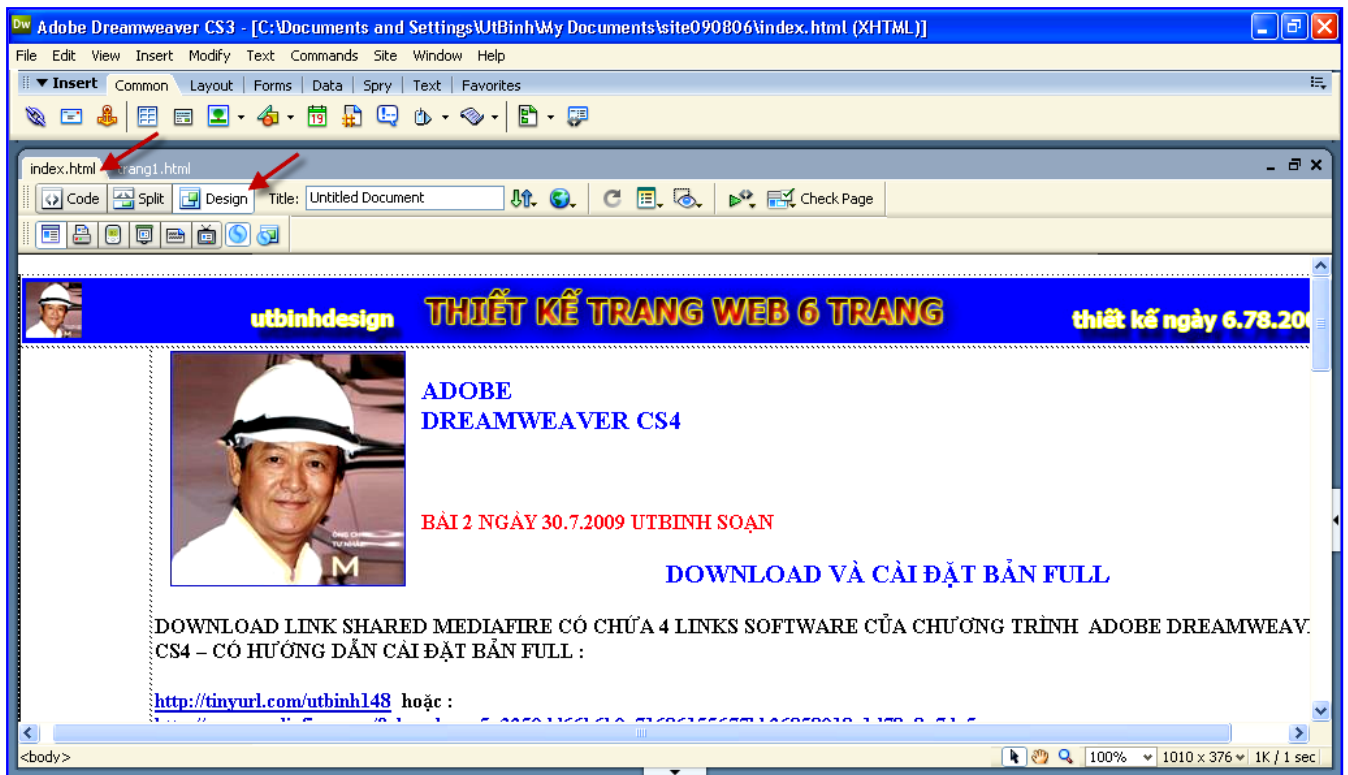 Adobe Dreamweaver CS3 - [C:\Documents and Settings\UtBinh\My Documents\site090806\index.html (XHTML)]
File Edit View Insert Modify Text Commands Site Window Help
Insert Common Layout Forms Data Spry Text Favorites
19
index.html trang1.html
Code Split Design Title: Untitled Document Check Page
utbinhdesign THIẾT KẾ TRANG WEB 6 TRANG thiết kế ngày 6.78.200
ADOBE
DREAMWEAVER CS4
BÀI 2 NGÀY 30.7.2009 UTBINH SOẠN
M
DOWNLOAD VÀ CÀI ĐẶT BẢN FULL
DOWNLOAD LINK SHARED MEDIAFIRE CÓ CHỨA 4 LINKS SOFTWARE CỦA CHƯƠNG TRÌNH ADOBE DREAMWEAV
CS4 – CÓ HƯỚNG DẪN CÀI ĐẶT BẢN FULL :
http://tinyurl.com/utbinh148 hoặc :
<body> 100% 1010 x 376 1K / 1 sec